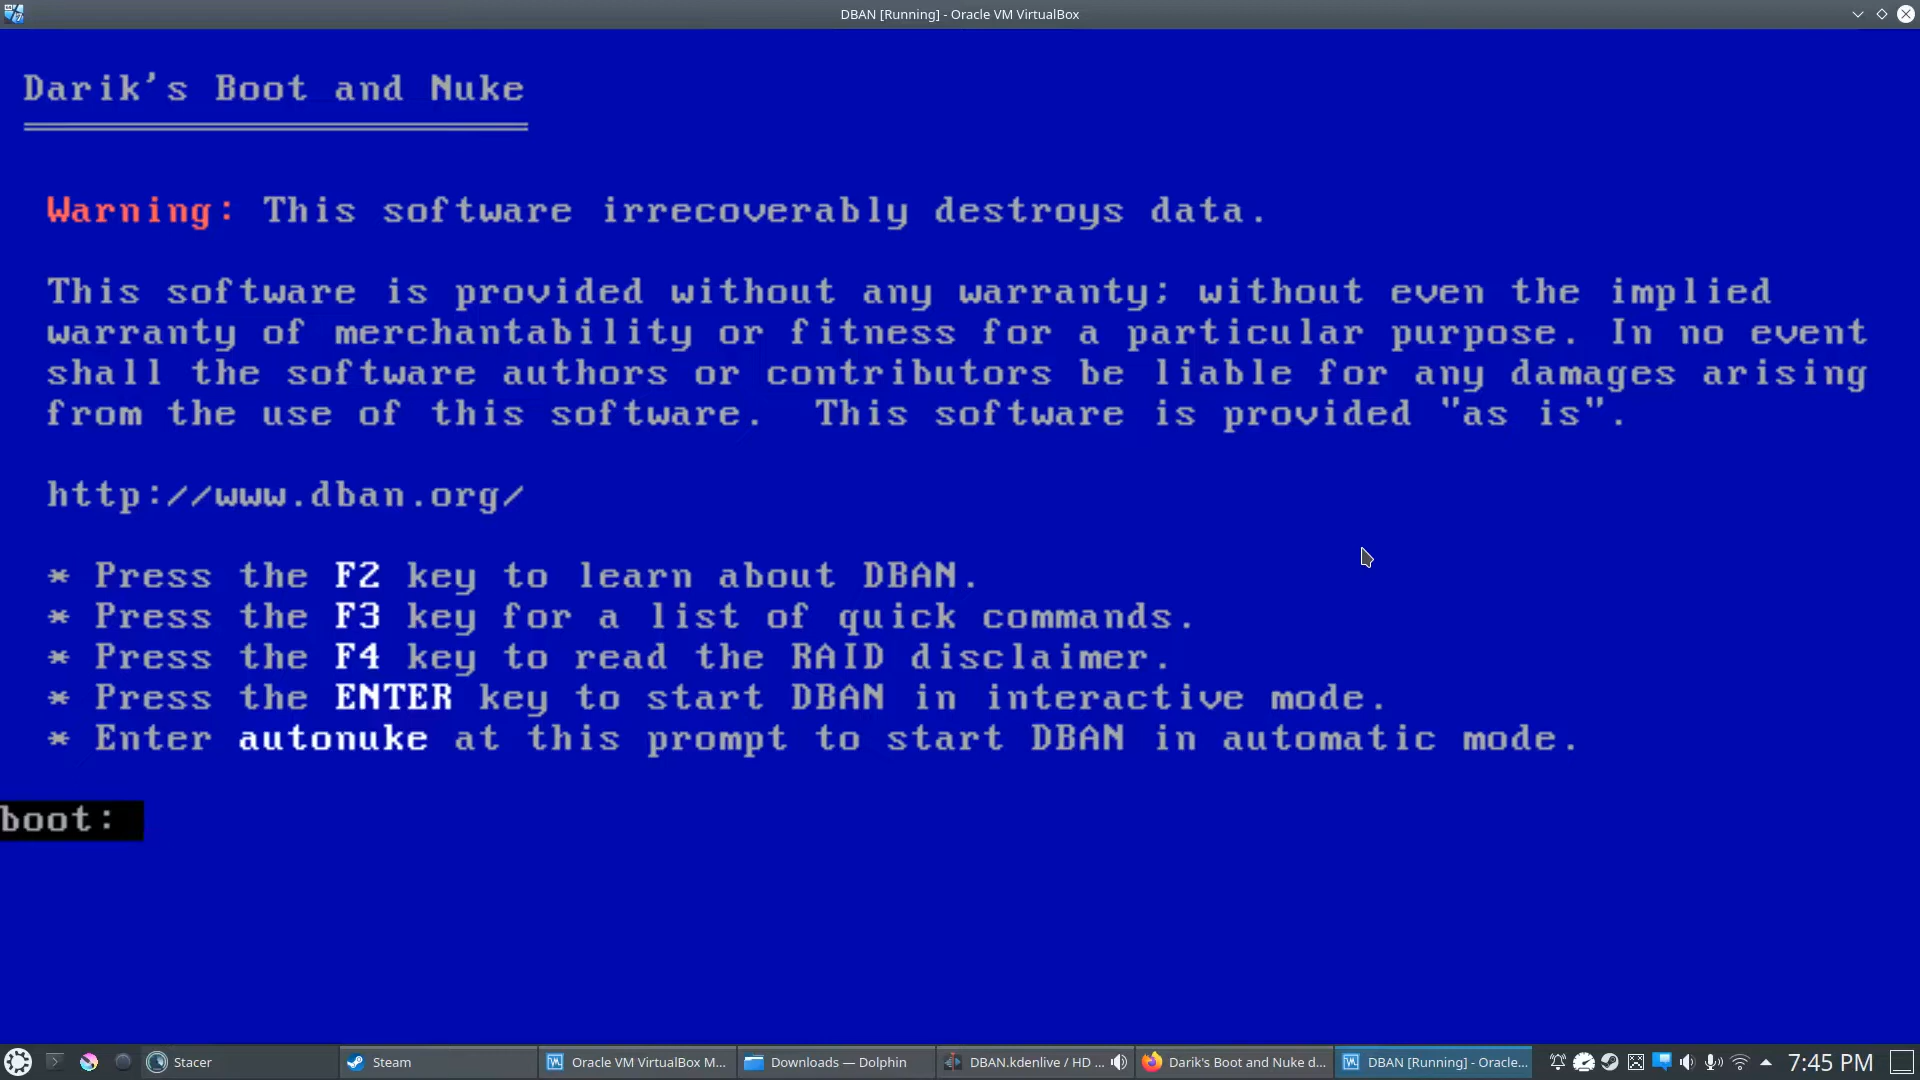 DBAN [Running] - Oracle VM VirtualBox
Darik's Boot and Nuke
Warning: This software irrecoverably destroys data.
This software is provided without any warranty; without even the implied
warranty of merchantability or fitness for a particular purpose. In no event
shall the software authors or contributors be liable for any damages arising
from the use of this software.  This software is provided "as is".
http://www.dban.org/
* Press the F2 key to learn about DBAN.
* Press the F3 key for a list of quick commands.
* Press the F4 key to read the RAID disclaimer.
* Press the ENTER key to start DBAN in interactive mode.
* Enter autonuke at this prompt to start DBAN in automatic mode.
boot:
Stacer Steam Oracle VM VirtualBox M... Downloads — Dolphin DBAN.kdenlive / HD ... Darik's Boot and Nuke d... DBAN [Running] - Oracle... 7:45 PM